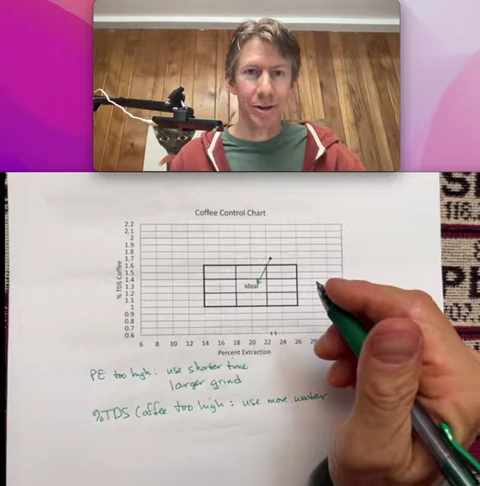 Coffee Control Chart
% TDS Coffee
2.2
2.1
2
1.9
1.8
1.7
1.6
1.5
1.4
1.3
1.2
1.1
1
0.9
0.8
0.7
0.6
Ideal
6 8 10 12 14 16 18 20 22 24 26 28
Percent Extraction
PE too high: use shorter time
larger grind
%TDS Coffee too high: use more water